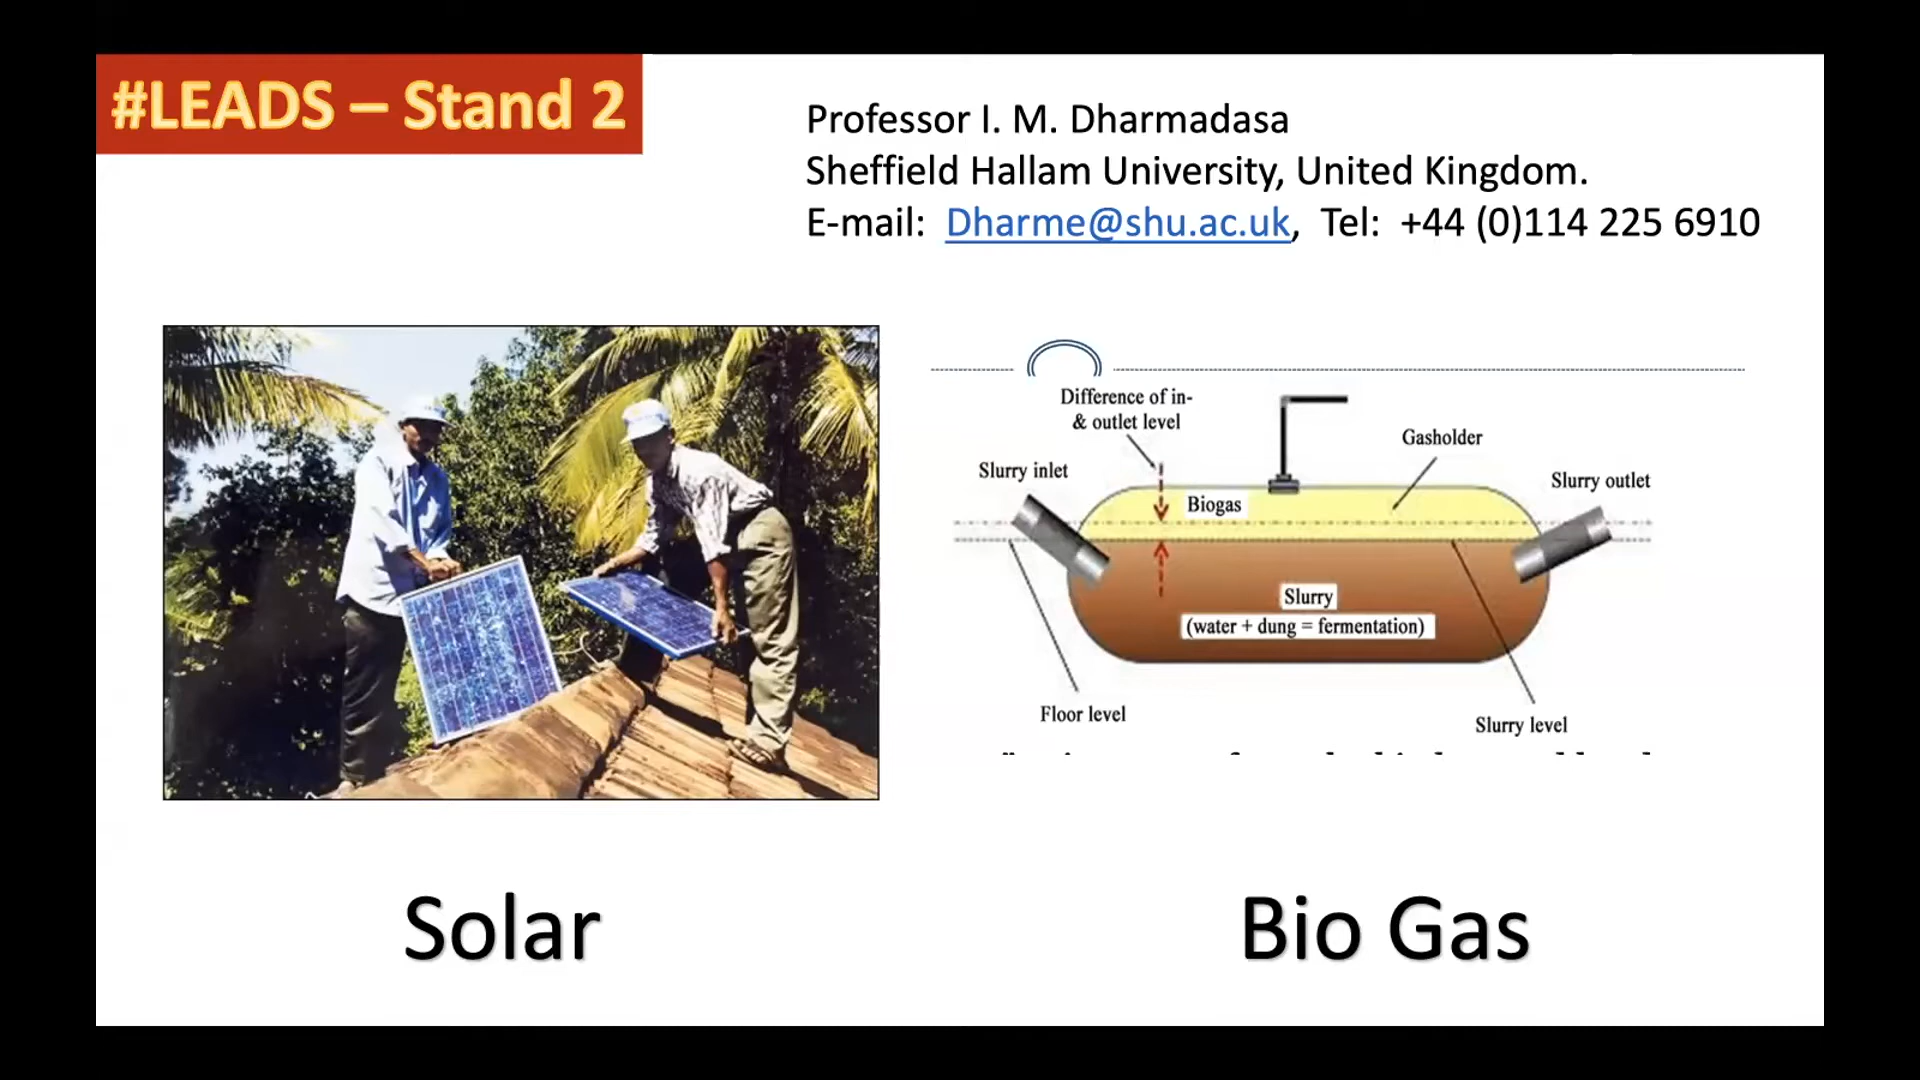 #LEADS – Stand 2
Professor I. M. Dharmadasa
Sheffield Hallam University, United Kingdom.
E-mail: Dharme@shu.ac.uk, Tel: +44 (0)114 225 6910
Difference of in-
& outlet level
Gasholder
Slurry inlet
Slurry outlet
Biogas
Slurry
(water + dung = fermentation)
Floor level
Slurry level
Solar
Bio Gas